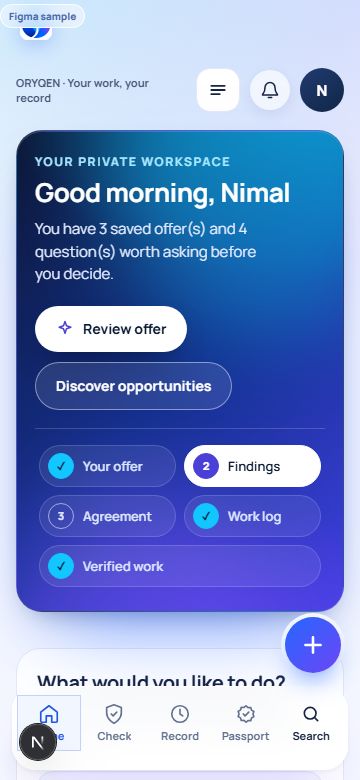 Figma sample
ORYQEN · Your work, your
record
N
YOUR PRIVATE WORKSPACE
Good morning, Nimal
You have 3 saved offer(s) and 4
question(s) worth asking before
you decide.
Review offer
Discover opportunities
✓ Your offer
2 Findings
3 Agreement
✓ Work log
✓ Verified work
+
What would you like to do?
N
Check
Record
Passport
Search